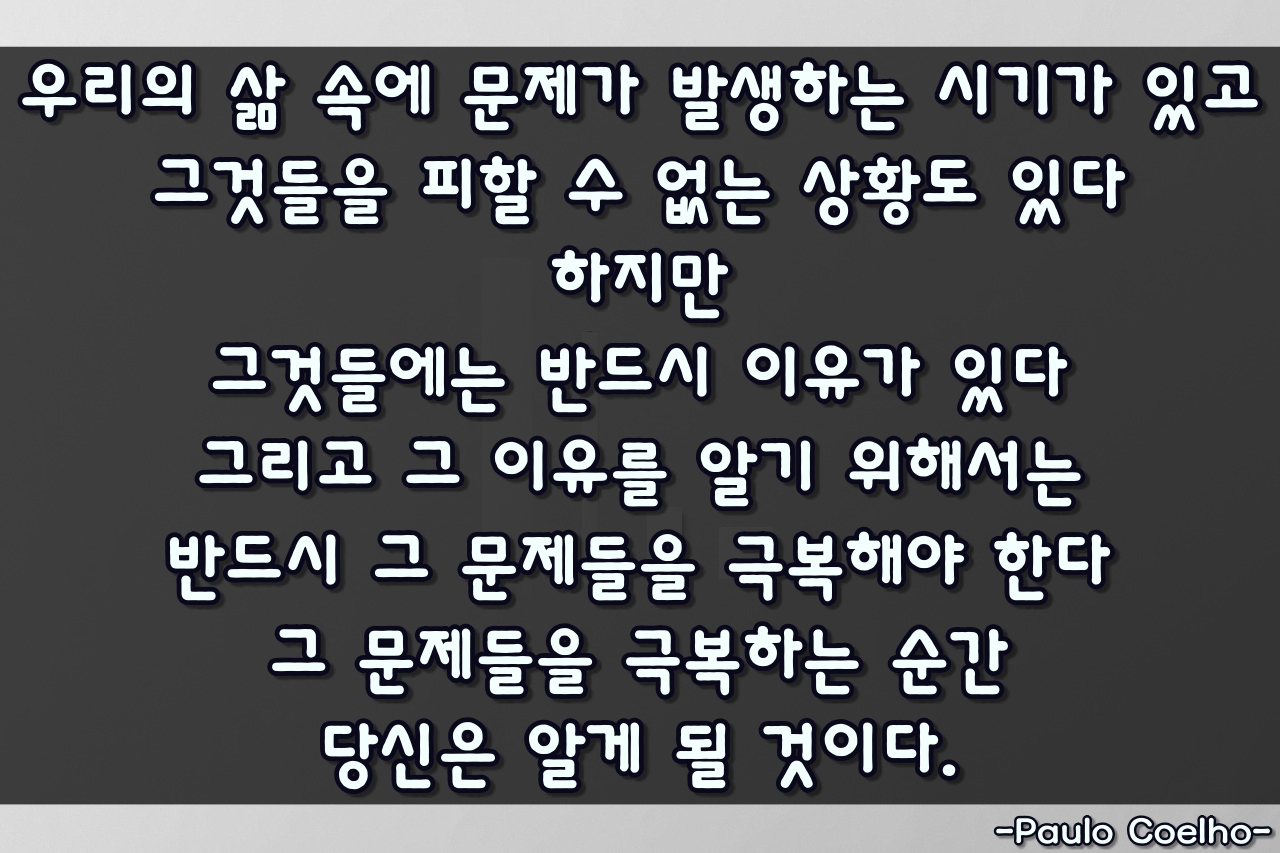 우리의 삶 속에 문제가 발생하는 시기가 있고
그것들을 피할 수 없는 상황도 있다
하지만
그것들에는 반드시 이유가 있다
그리고 그 이유를 알기 위해서는
반드시 그 문제들을 극복해야 한다
그 문제들을 극복하는 순간
당신은 알게 될 것이다.
-Paulo Coelho-